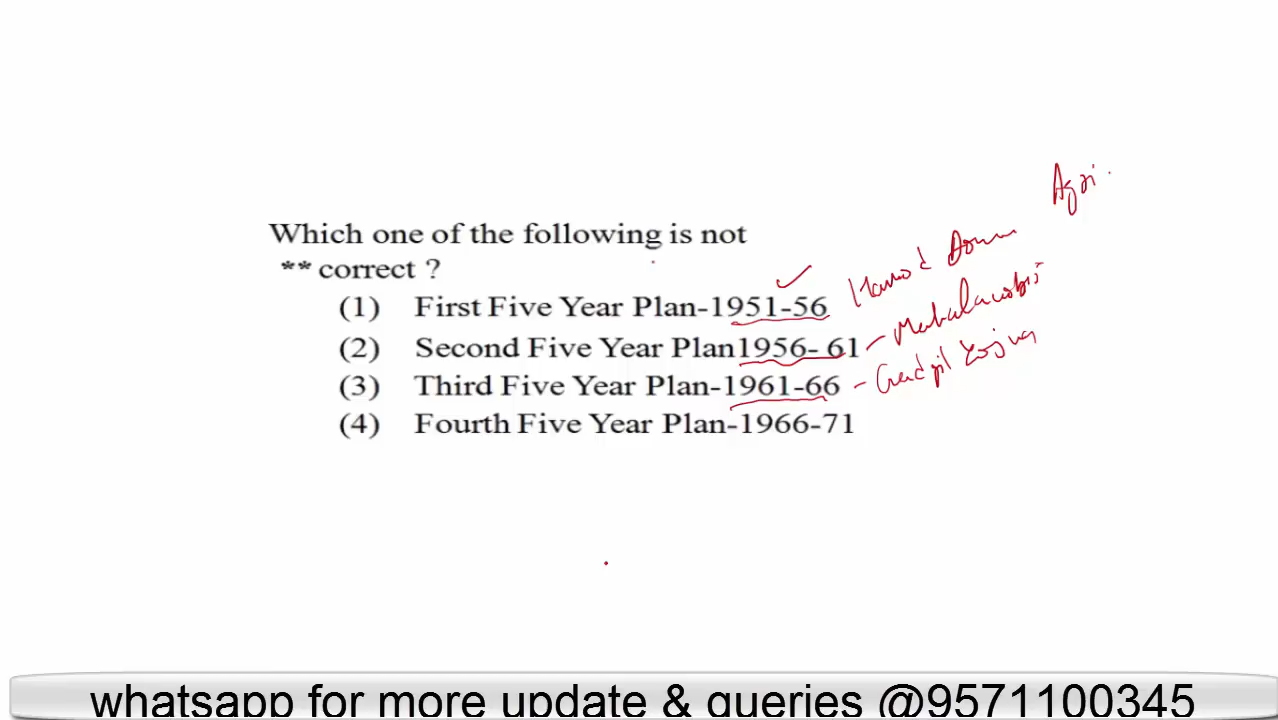 Agri.
Which one of the following is not
** correct ?
(1) First Five Year Plan-1951-56
(2) Second Five Year Plan1956- 61 - Mahalanobis
(3) Third Five Year Plan-1961-66 - Yojna
(4) Fourth Five Year Plan-1966-71
whatsapp for more update & queries @9571100345